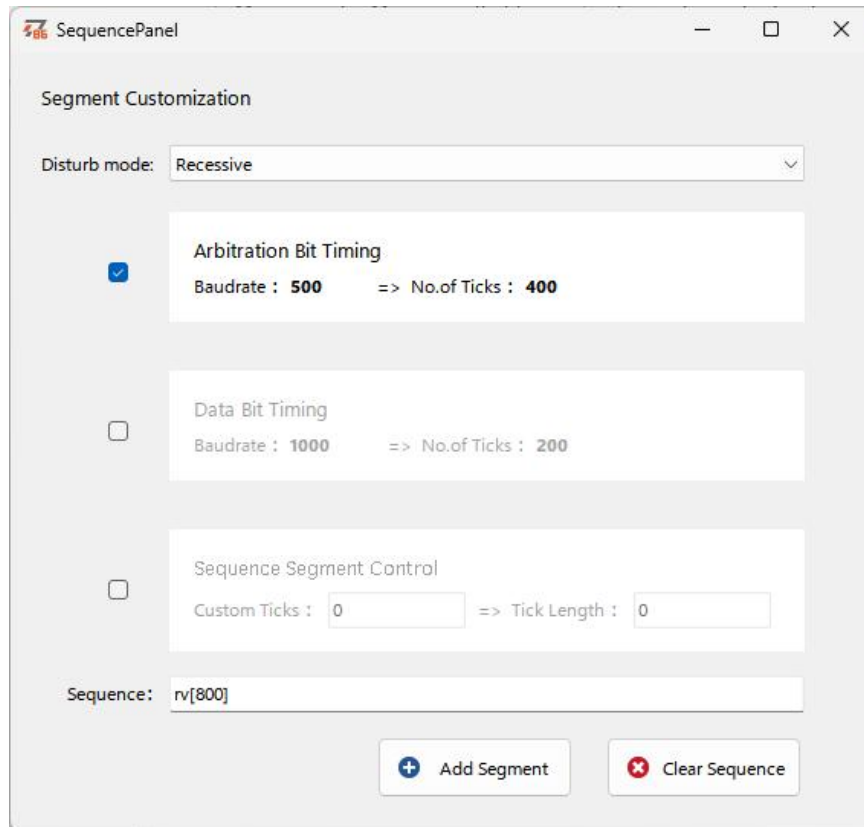 SequencePanel
Segment Customization
Disturb mode: Recessive
Arbitration Bit Timing
Baudrate : 500 => No.of Ticks : 400
Data Bit Timing
Baudrate : 1000 => No.of Ticks : 200
Sequence Segment Control
Custom Ticks : 0 => Tick Length : 0
Sequence: rv[800]
Add Segment Clear Sequence